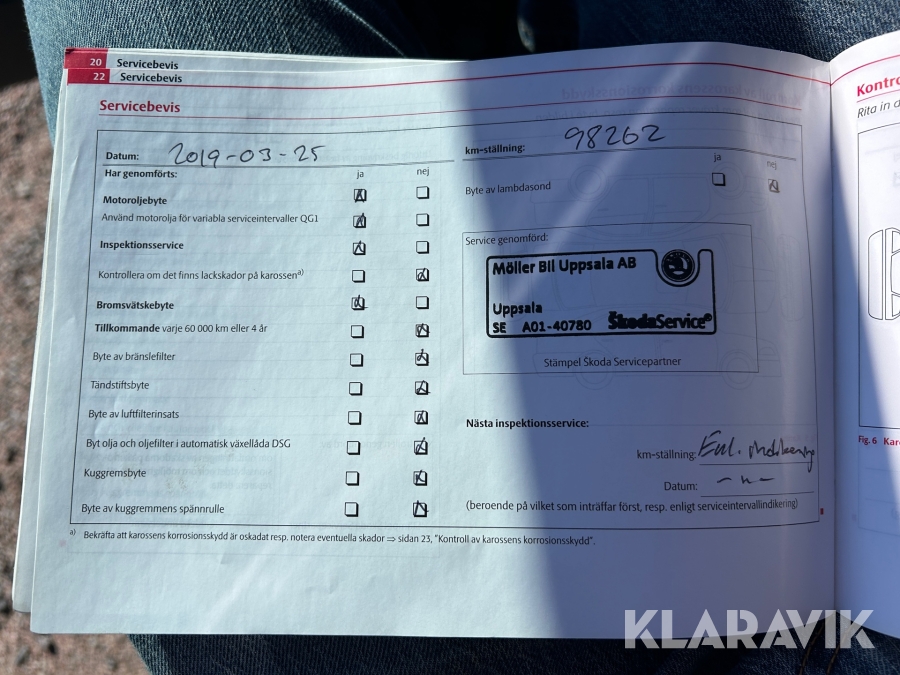 20 Servicebevis
22 Servicebevis
Servicebevis
Datum: 2019-03-25
km-ställning: 98262
Har genomförts: ja nej
ja nej
Motoroljebyte
Byte av lambdasond
Använd motorolja för variabla serviceintervaller QG1
Inspektionsservice
Kontrollera om det finns lackskador på karossen a)
Bromsvätskebyte
Tillkommande varje 60 000 km eller 4 år
Byte av bränslefilter
Tändstiftsbyte
Byte av luftfilterinsats
Byt olja och oljefilter i automatisk växellåda DSG
Kuggremsbyte
Byte av kuggremmens spännrulle
Service genomförd:
Möller Bil Uppsala AB
Uppsala
SE A01-40780 ŠkodaService®
Stämpel Škoda Servicepartner
Nästa inspektionsservice:
km-ställning: Enl.
Datum: -"-
(beroende på vilket som inträffar först, resp. enligt serviceintervallindikering)
a) Bekräfta att karossens korrosionsskydd är oskadat resp. notera eventuella skador ⇒ sidan 23, "Kontroll av karossens korrosionsskydd".
Kontro
Rita in d
Fig. 6 Kar
KLARAVIK